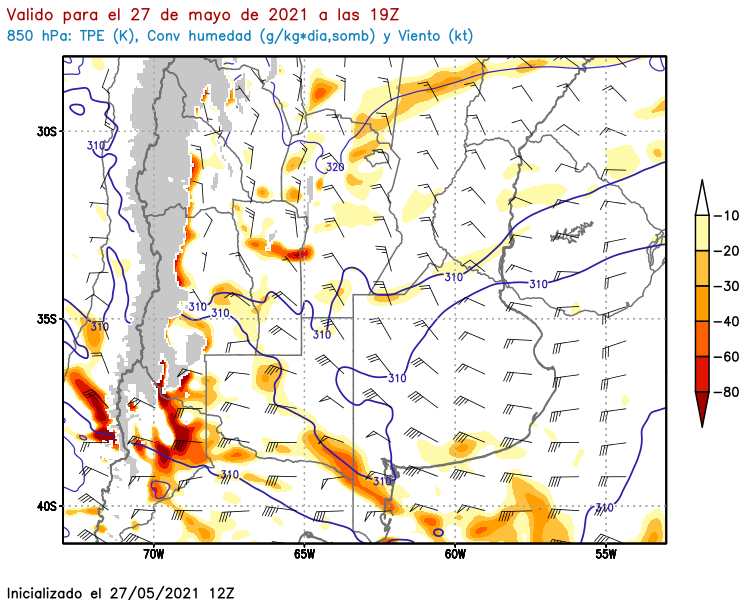 Valido para el 27 de mayo de 2021 a las 19Z
850 hPa: TPE (K), Conv humedad (g/kg*dia,somb) y Viento (kt)
30S
310
320
-10
-20
-30
-40
-60
-80
310
310
310
310
310
310
35S
310
310
310
310
310
40S
70W
65W
60W
55W
Inicializado el 27/05/2021 12Z